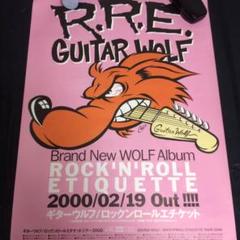 R.R.E.
GUITAR WOLF
Guitar Wolf
Brand New WOLF Album
ROCK'N'ROLL
ETIQUETTE
2000/02/19 Out !!!!
ギターウルフ/ロックンロールエチケット